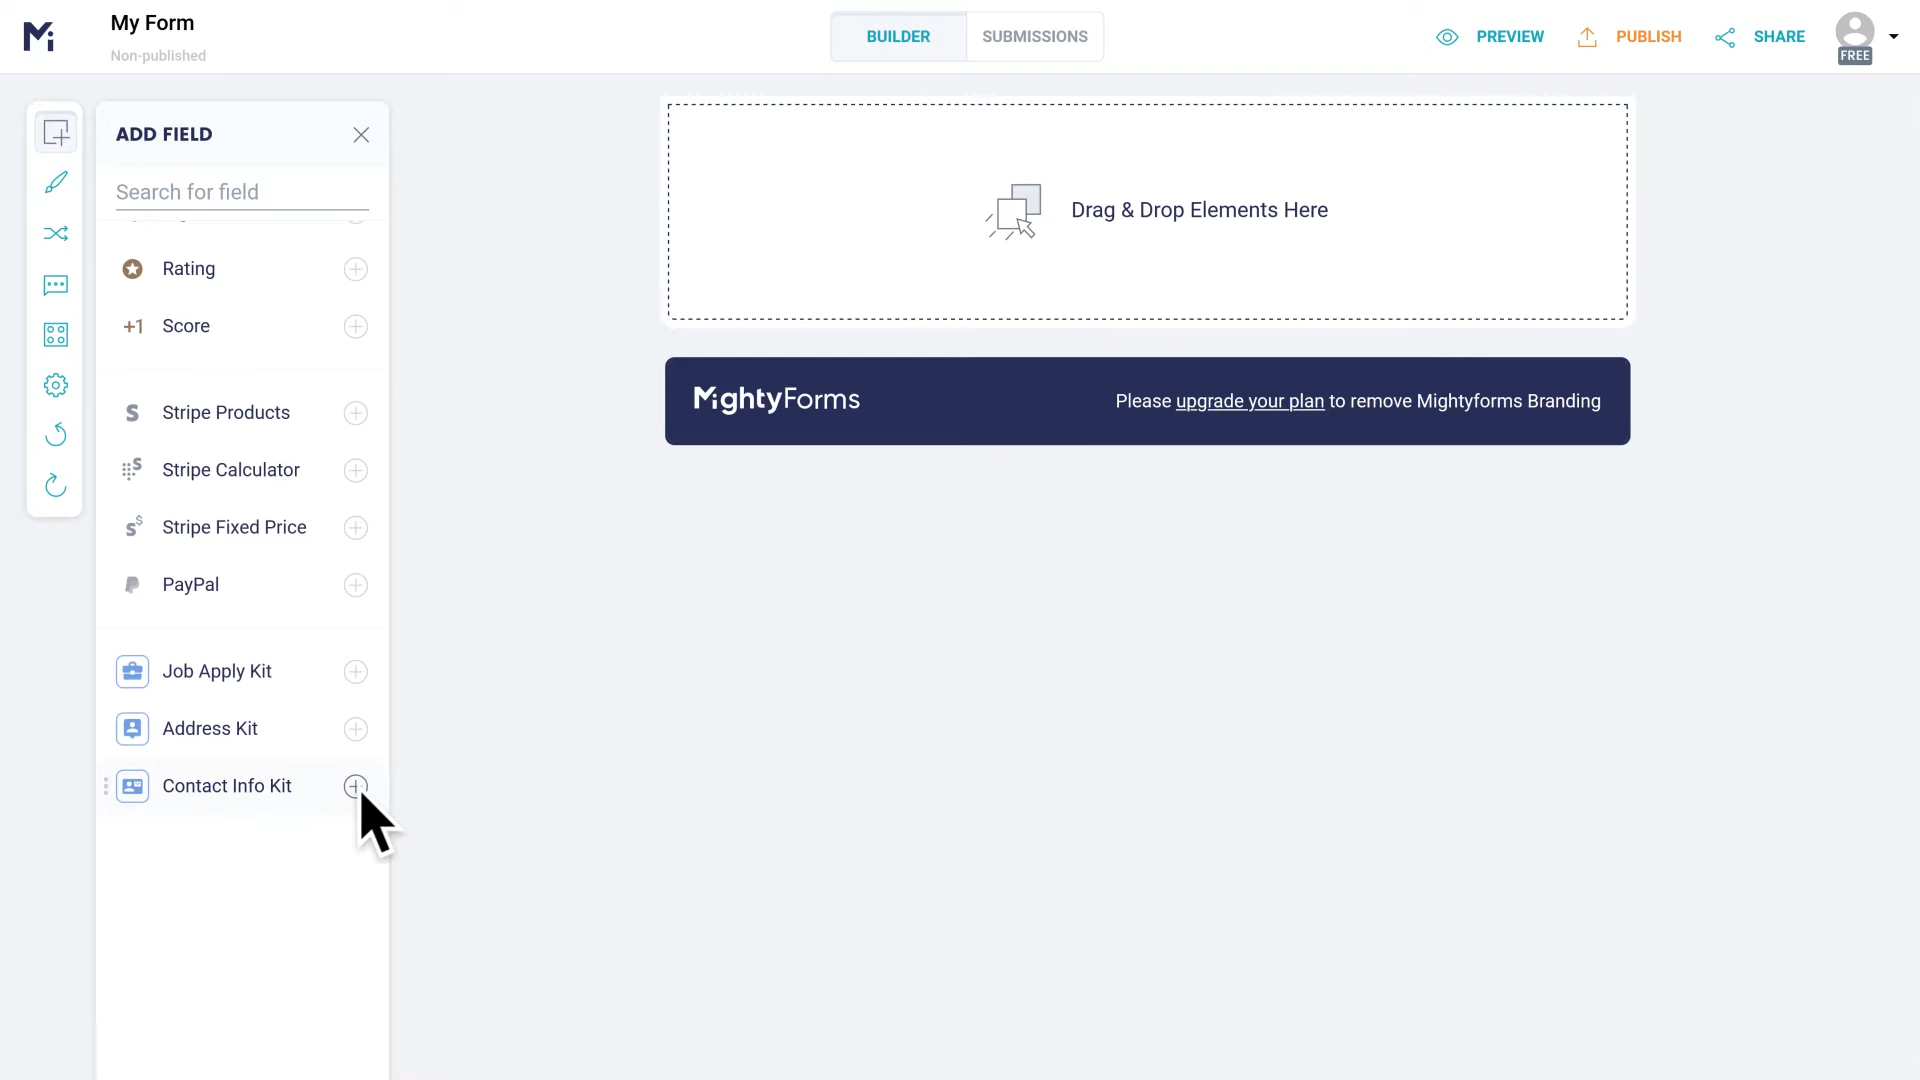 My Form
Non-published
BUILDER
SUBMISSIONS
PREVIEW
PUBLISH
SHARE
FREE
ADD FIELD
Search for field
Rating
+1 Score
Stripe Products
Stripe Calculator
Stripe Fixed Price
PayPal
Job Apply Kit
Address Kit
Contact Info Kit
Drag & Drop Elements Here
MightyForms
Please upgrade your plan to remove Mightyforms Branding